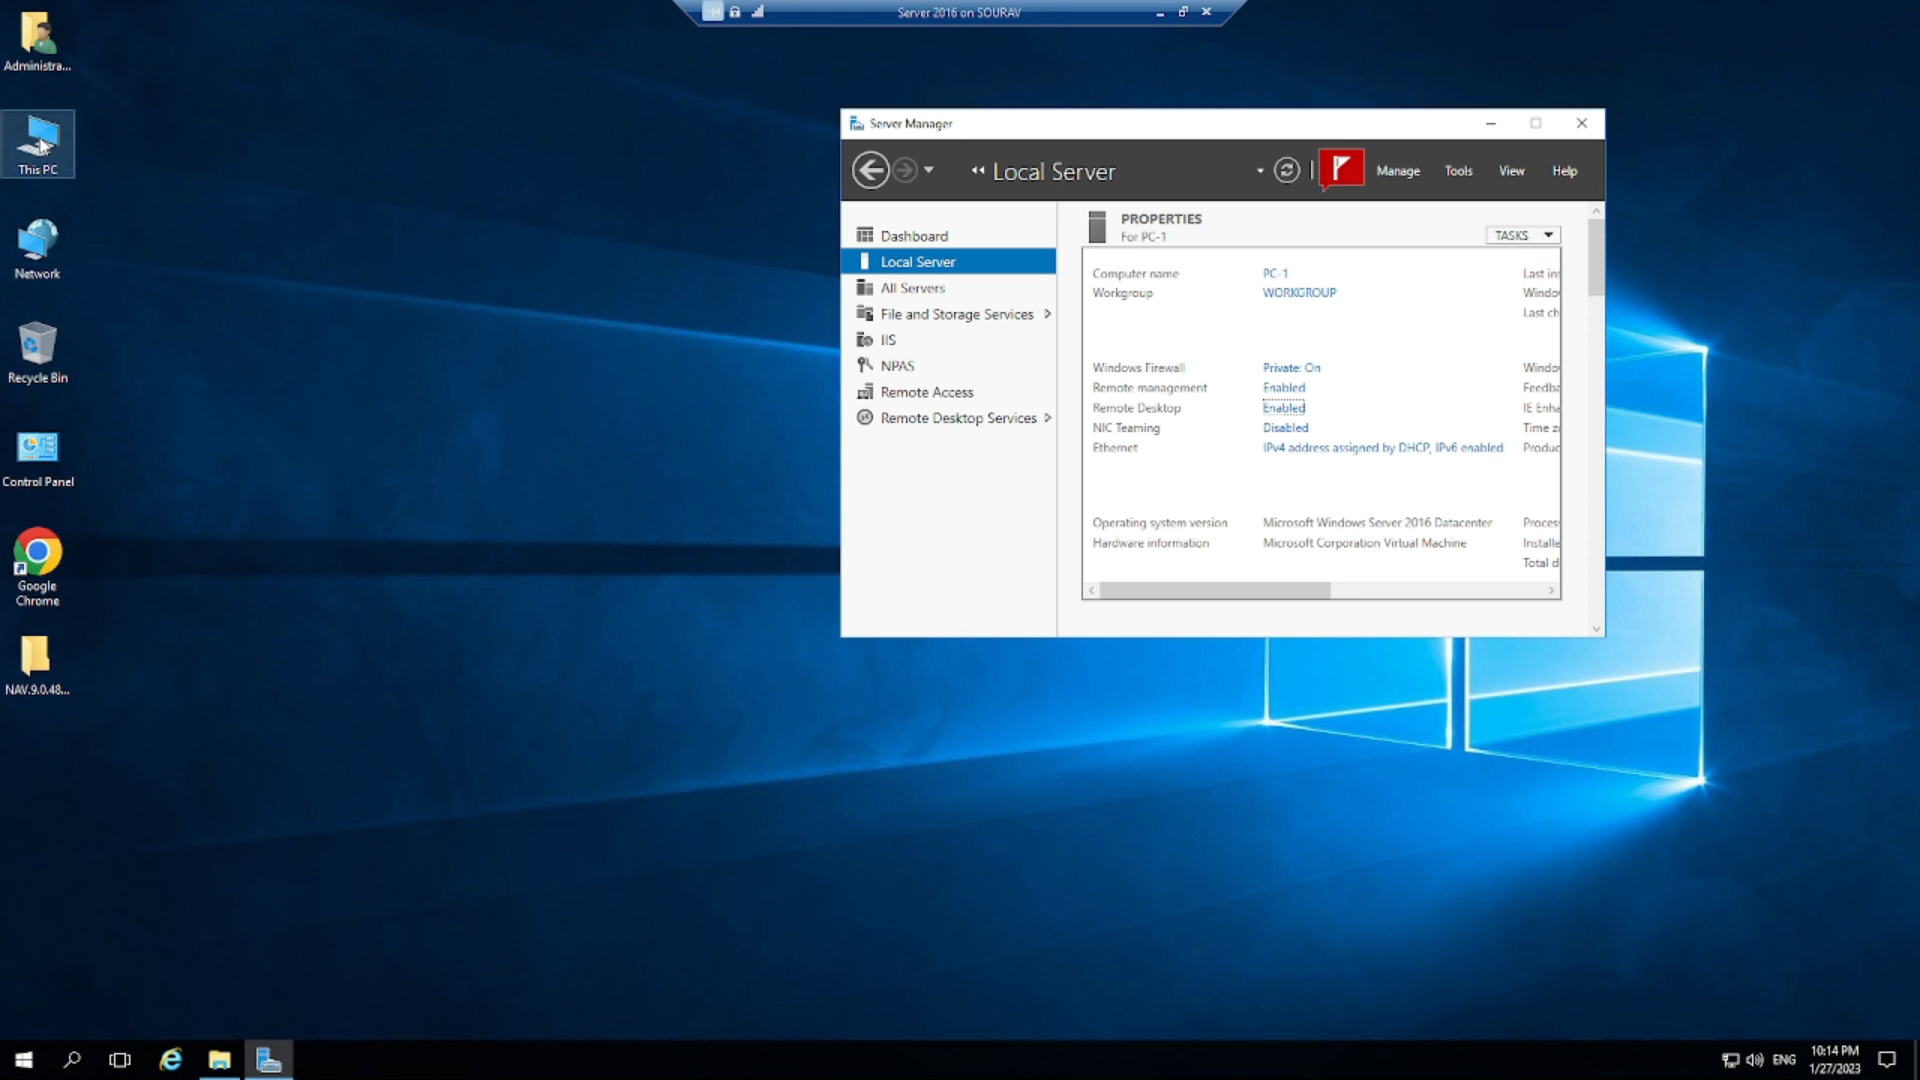 Server 2016 on SOURAV
Administra...
This PC
Network
Recycle Bin
Control Panel
Google
Chrome
NAV.9.0.48...
Server Manager
Local Server
Manage
Tools
View
Help
Dashboard
Local Server
All Servers
File and Storage Services
IIS
NPAS
Remote Access
Remote Desktop Services
PROPERTIES
For PC-1
TASKS
Computer name PC-1 Last in
Workgroup WORKGROUP Windo
Last ch
Windows Firewall Private: On Windo
Remote management Enabled Feedba
Remote Desktop Enabled IE Enha
NIC Teaming Disabled Time z
Ethernet IPv4 address assigned by DHCP, IPv6 enabled Produc
Operating system version Microsoft Windows Server 2016 Datacenter Proces
Hardware information Microsoft Corporation Virtual Machine Installe
Total d
ENG
10:14 PM
1/27/2023